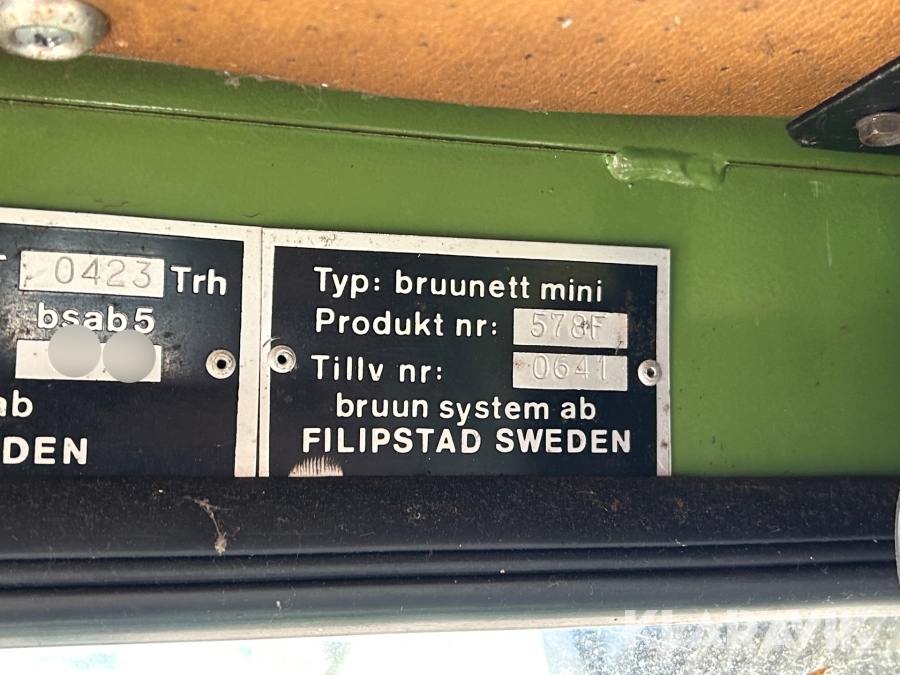 0423 Trh
bsab5
ab
DEN
Typ: bruunett mini
Produkt nr: 578F
Tillv nr: 0641
bruun system ab
FILIPSTAD SWEDEN